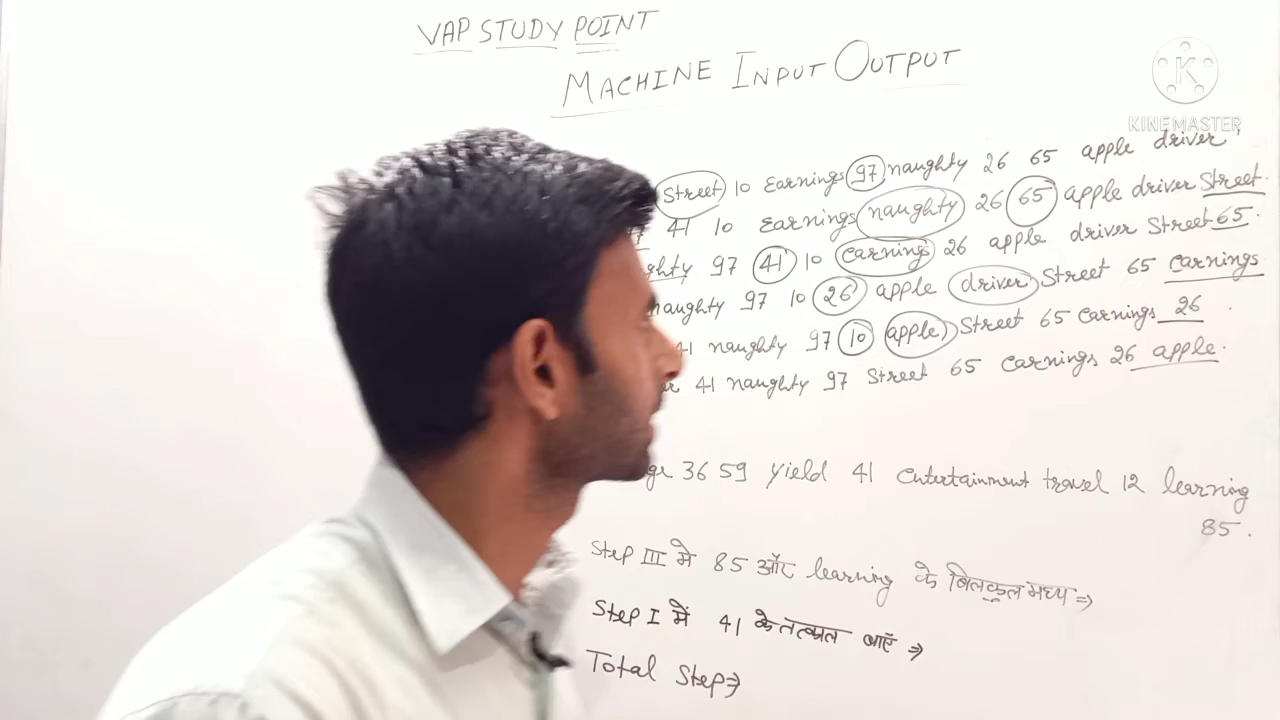 VAP STUDY POINT
MACHINE INPUT OUTPUT
KINEMASTER
Street 10 Earnings 97 naughty 26 65 apple driver
41 10 Earnings naughty 26 65 apple driver Street.
97 41 10 Earnings 26 apple driver Street 65.
naughty 97 10 26 apple driver Street 65 Earnings
41 naughty 97 10 apple Street 65 Earnings 26
41 naughty 97 Street 65 Earnings 26 apple.
36 59 yield 41 entertainment travel 12 learning
85.
Step III मे 85 और learning के बिलकुल मध्य ⇒
Step I में 41 के तत्काल बाएँ ⇒
Total Step ⇒